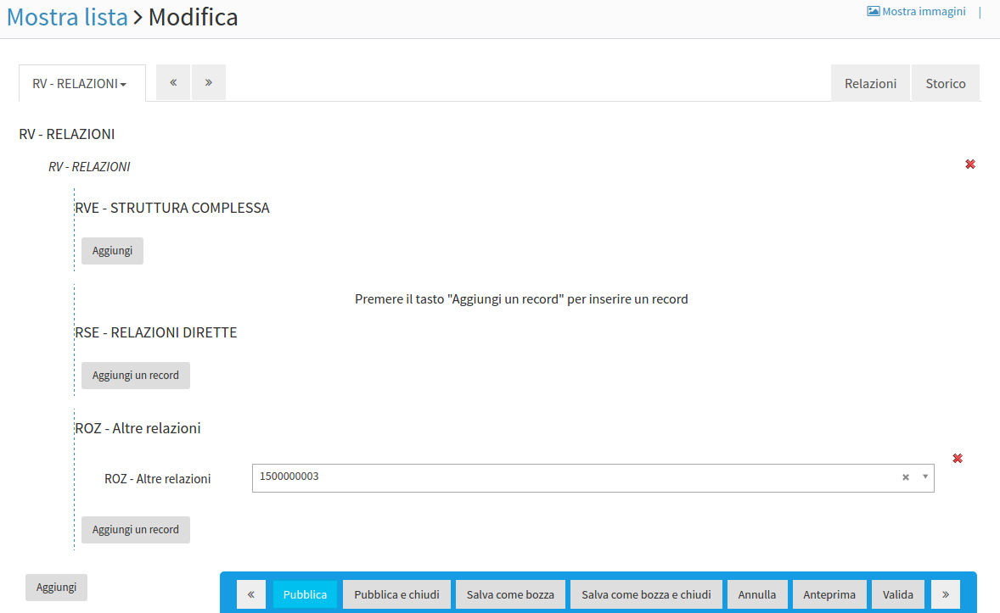 Mostra lista > Modifica
Mostra immagini |
RV - RELAZIONI
«
»
Relazioni
Storico
RV - RELAZIONI
RV - RELAZIONI
RVE - STRUTTURA COMPLESSA
Aggiungi
Premere il tasto "Aggiungi un record" per inserire un record
RSE - RELAZIONI DIRETTE
Aggiungi un record
ROZ - Altre relazioni
ROZ - Altre relazioni
1500000003
Aggiungi un record
Aggiungi
«
Pubblica
Pubblica e chiudi
Salva come bozza
Salva come bozza e chiudi
Annulla
Anteprima
Valida
»